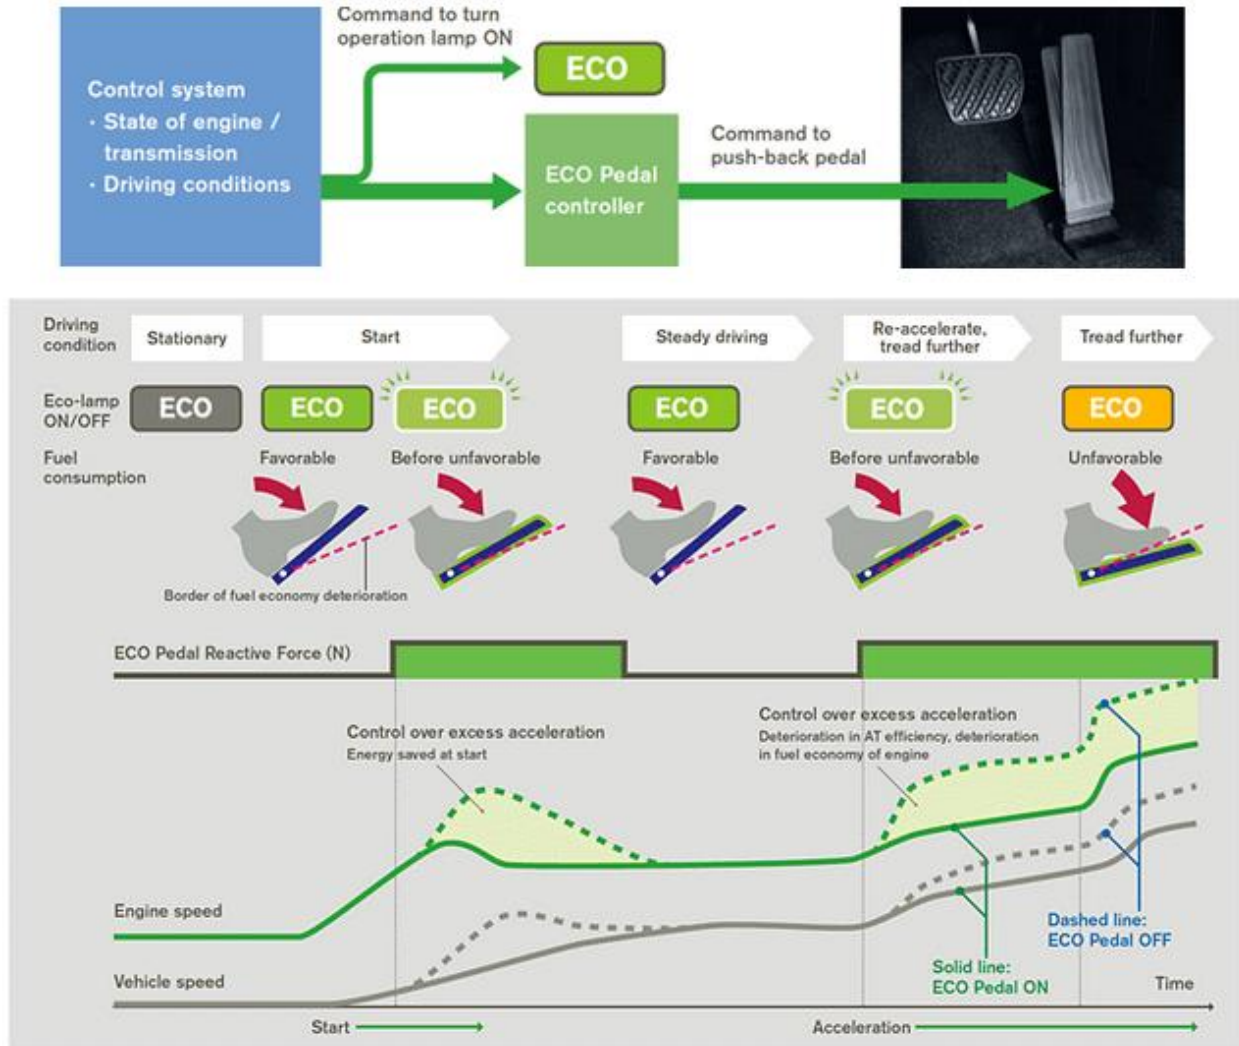 Command to turn
operation lamp ON
ECO
Control system
· State of engine /
transmission
· Driving conditions
ECO Pedal
controller
Command to
push-back pedal
Driving
condition
Stationary
Start
Steady driving
Re-accelerate,
tread further
Tread further
Eco-lamp
ON/OFF
ECO
ECO
ECO
ECO
ECO
ECO
Fuel
consumption
Favorable
Before unfavorable
Favorable
Before unfavorable
Unfavorable
Border of fuel economy deterioration
ECO Pedal Reactive Force (N)
Control over excess acceleration
Energy saved at start
Control over excess acceleration
Deterioration in AT efficiency, deterioration
in fuel economy of engine
Engine speed
Vehicle speed
Dashed line:
ECO Pedal OFF
Solid line:
ECO Pedal ON
Time
Start
Acceleration